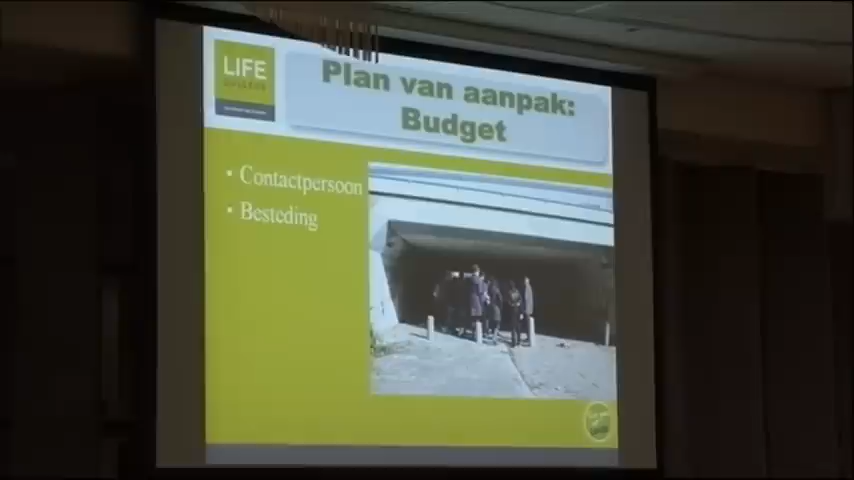 LIFE
Plan van aanpak:
Budget
• Contactpersoon
• Besteding